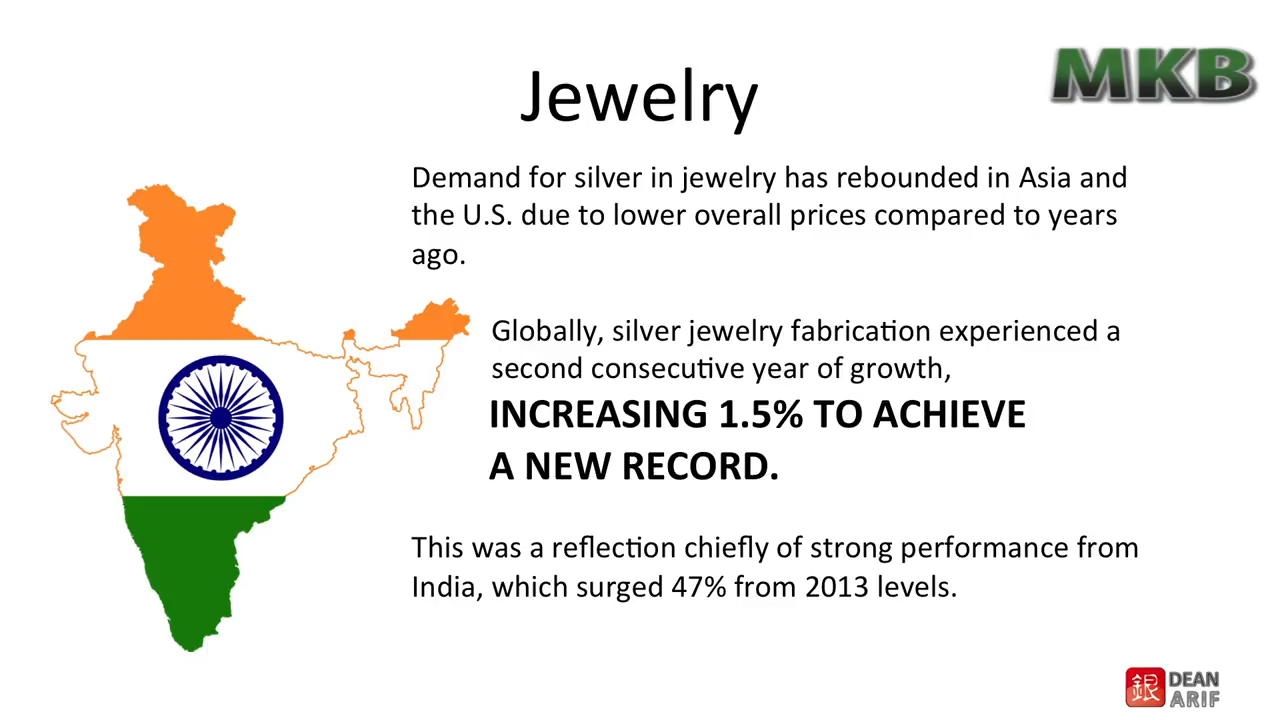 Jewelry
MKB
Demand for silver in jewelry has rebounded in Asia and
the U.S. due to lower overall prices compared to years
ago.
Globally, silver jewelry fabrication experienced a
second consecutive year of growth,
INCREASING 1.5% TO ACHIEVE
A NEW RECORD.
This was a reflection chiefly of strong performance from
India, which surged 47% from 2013 levels.
銀 DEAN
ARIF